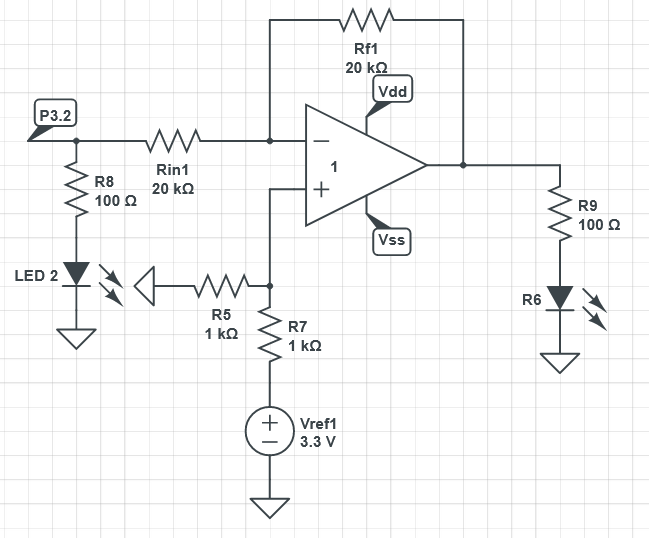 Rf1
20 kΩ
Vdd
P3.2
Rin1
20 kΩ
1
R8
100 Ω
R9
100 Ω
Vss
LED 2
R5
1 kΩ
R7
1 kΩ
R6
Vref1
3.3 V